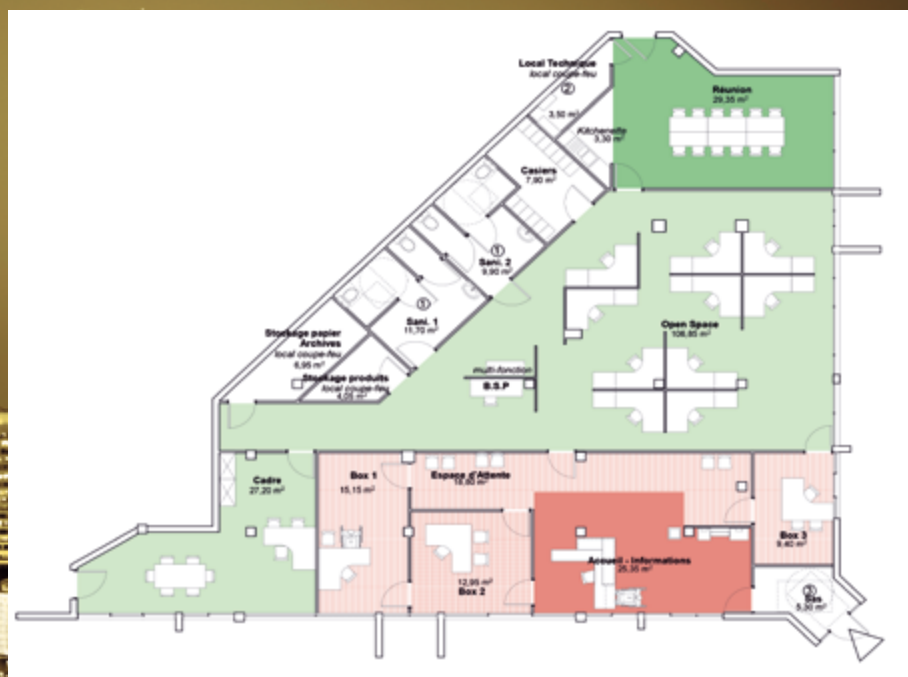 Local Technique
local coupe-feu
2
3,50 m²
Réunion
29,35 m²
Kitchenette
3,30 m²
Casiers
7,90 m²
1
Sani. 2
9,90 m²
1
Sani. 1
11,70 m²
Stockage papier
Archives
local coupe-feu
6,95 m²
Stockage produits
local coupe-feu
4,05 m²
Open Space
106,85 m²
multi-fonction
B.S.P
Cadre
27,20 m²
Box 1
15,15 m²
Espace d'Attente
18,80 m²
12,95 m²
Box 2
Accueil - Informations
25,35 m²
Box 3
9,40 m²
3
Sas
5,30 m²